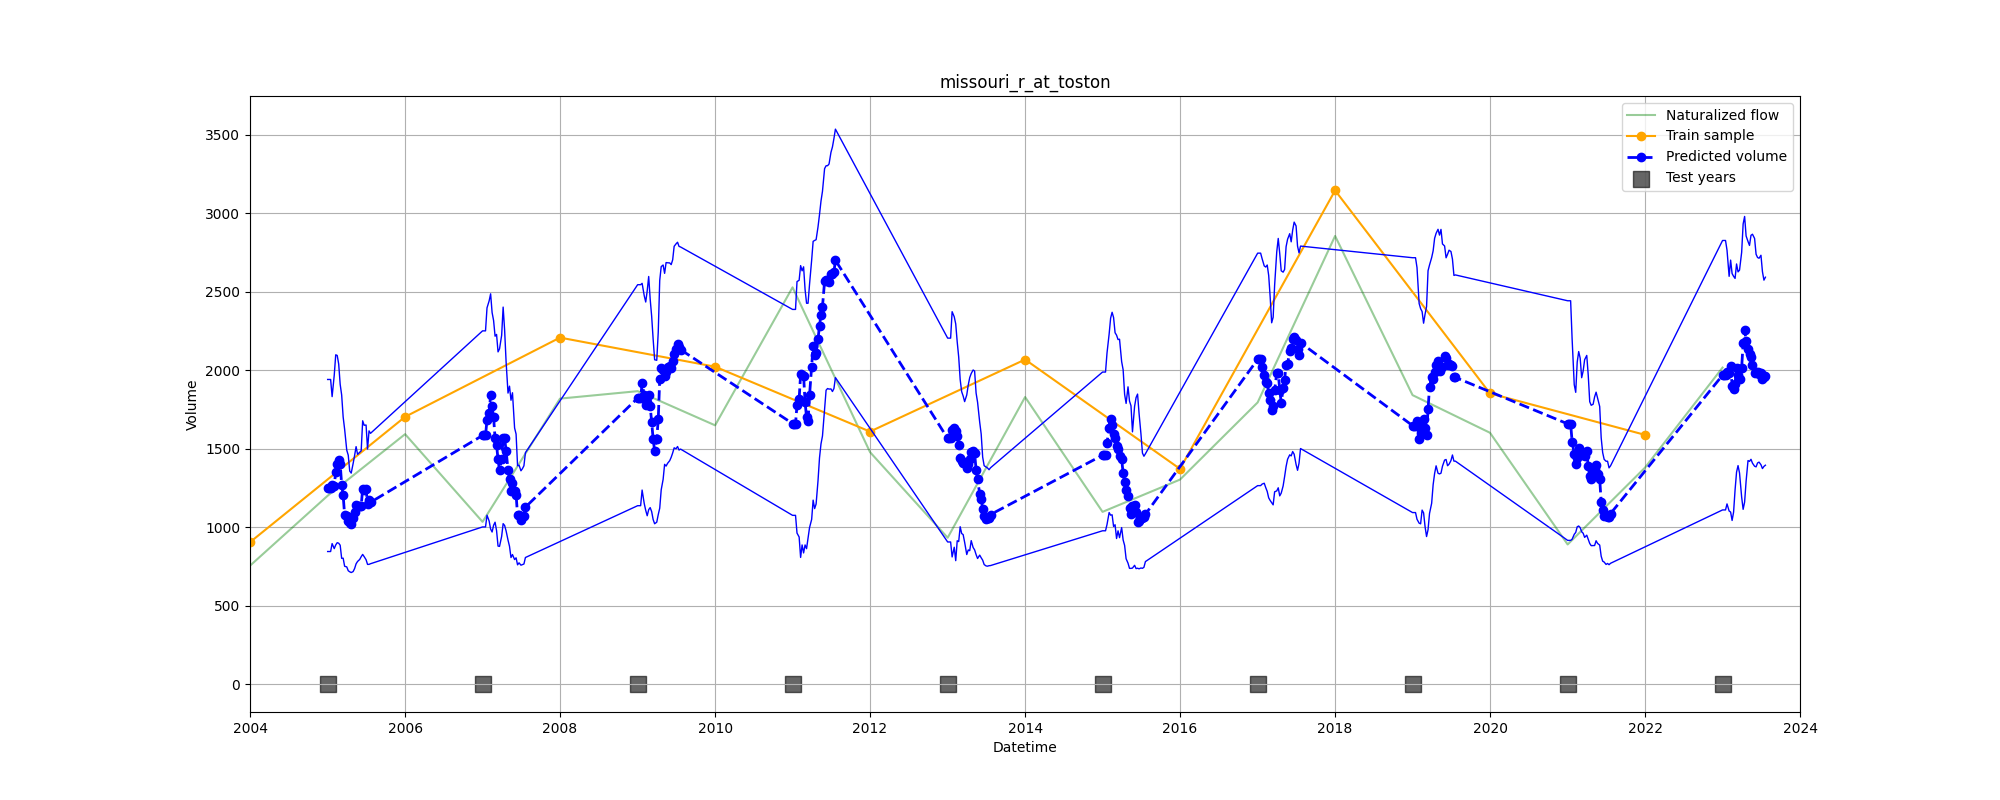 missouri_r_at_toston
Naturalized flow
Train sample
Predicted volume
Test years
3500
3000
2500
2000
1500
1000
500
0
Volume
2004 2006 2008 2010 2012 2014 2016 2018 2020 2022 2024
Datetime